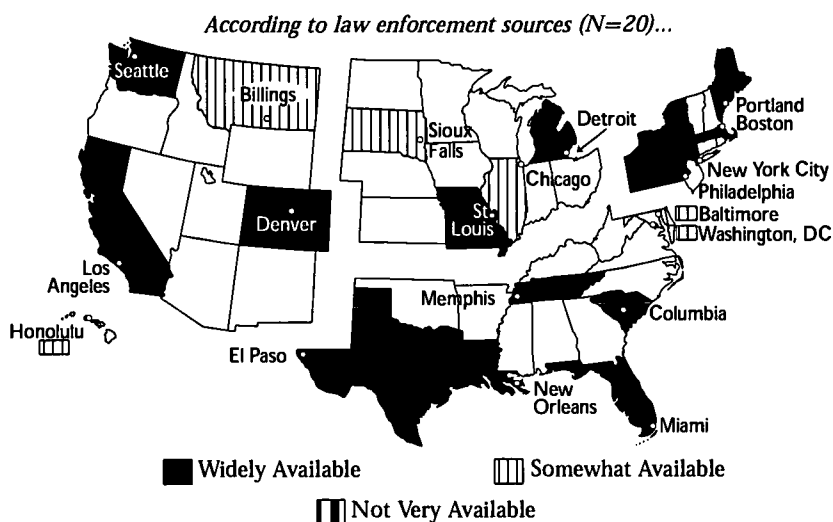 According to law enforcement sources (N=20)...
Seattle
Billings
Sioux
Falls
Detroit
Portland
Boston
New York City
Philadelphia
Chicago
Baltimore
Washington, DC
Denver
St.
Louis
Los
Angeles
Memphis
Columbia
Honolulu
El Paso
New
Orleans
Miami
Widely Available
Somewhat Available
Not Very Available